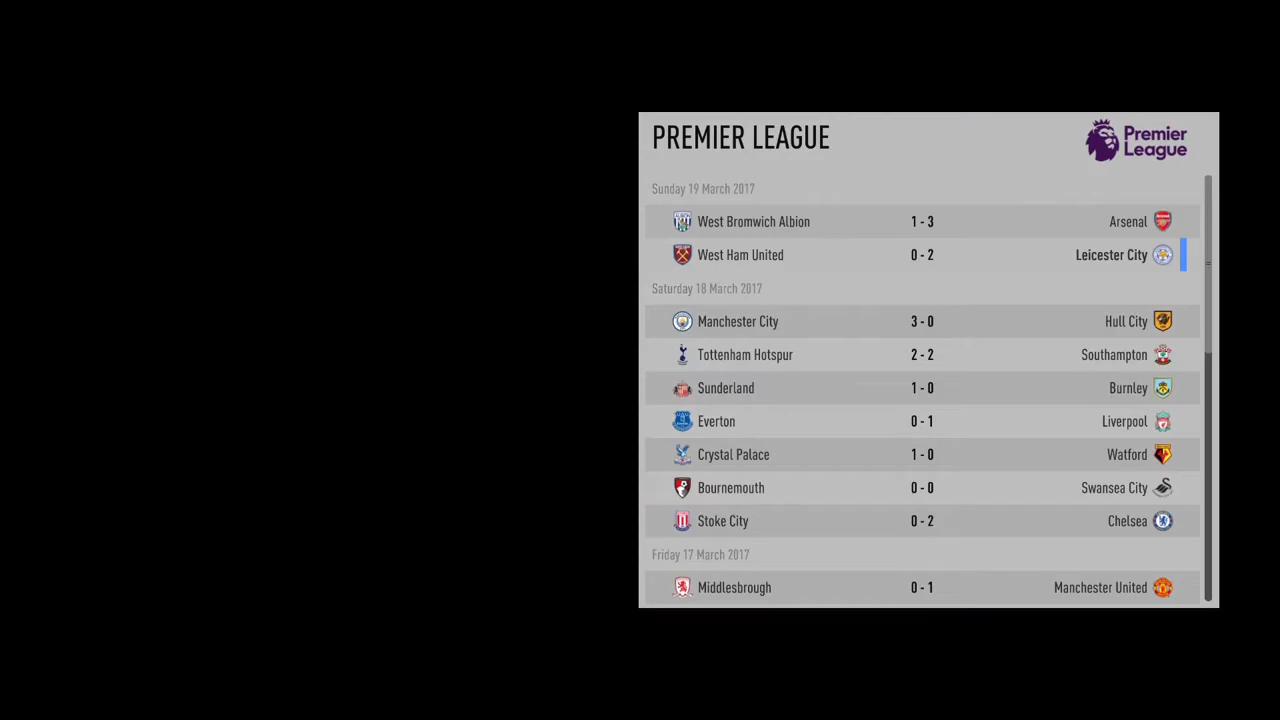 PREMIER LEAGUE
Premier
League
Sunday 19 March 2017
West Bromwich Albion 1 - 3 Arsenal
West Ham United 0 - 2 Leicester City
Saturday 18 March 2017
Manchester City 3 - 0 Hull City
Tottenham Hotspur 2 - 2 Southampton
Sunderland 1 - 0 Burnley
Everton 0 - 1 Liverpool
Crystal Palace 1 - 0 Watford
Bournemouth 0 - 0 Swansea City
Stoke City 0 - 2 Chelsea
Friday 17 March 2017
Middlesbrough 0 - 1 Manchester United